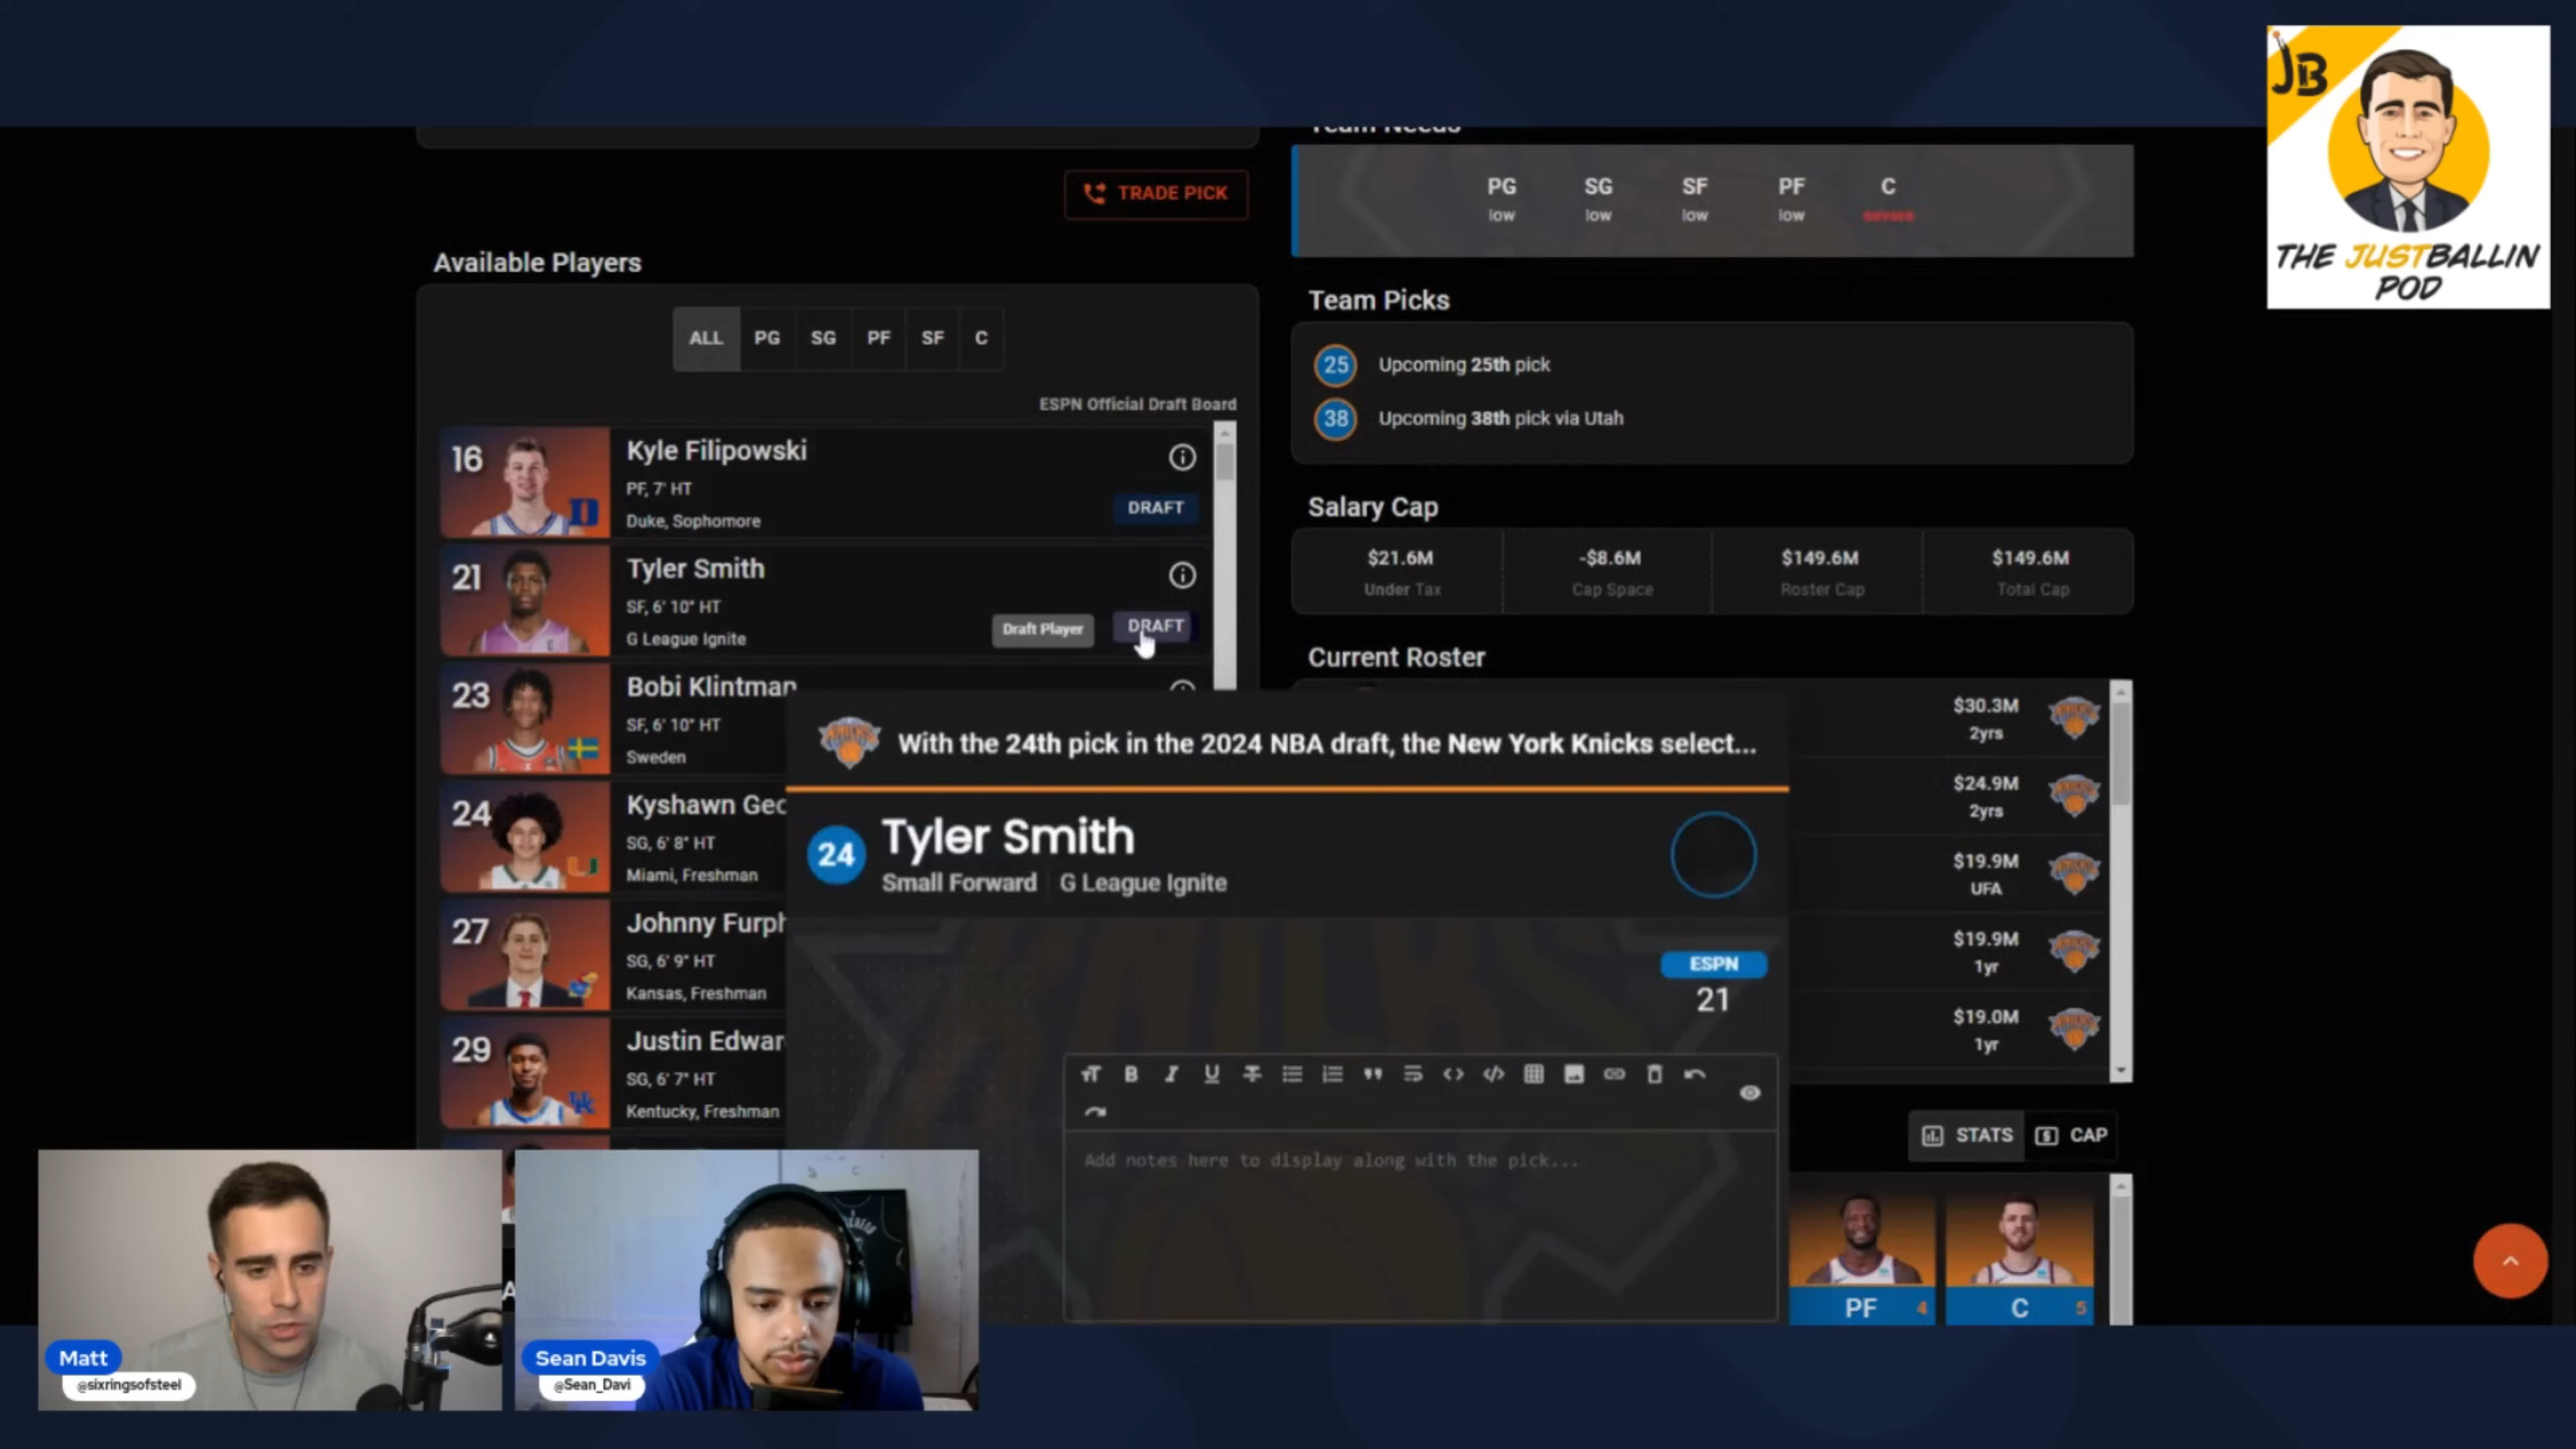 JB
THE JUSTBALLIN
POD
Team Needs
PG SG SF PF C
low low low low severe
TRADE PICK
Available Players
ALL PG SG PF SF C
ESPN Official Draft Board
16
Kyle Filipowski
PF, 7' HT
DRAFT
Duke, Sophomore
21
Tyler Smith
SF, 6' 10" HT
Draft Player DRAFT
G League Ignite
23
Bobi Klintman
SF, 6' 10" HT
Sweden
24
Kyshawn Geo
SG, 6' 8" HT
Miami, Freshman
27
Johnny Furph
SG, 6' 9" HT
Kansas, Freshman
29
Justin Edwar
SG, 6' 7" HT
Kentucky, Freshman
Team Picks
25 Upcoming 25th pick
38 Upcoming 38th pick via Utah
Salary Cap
$21.6M -$8.6M $149.6M $149.6M
Under Tax Cap Space Roster Cap Total Cap
Current Roster
$30.3M
2yrs
$24.9M
2yrs
$19.9M
UFA
$19.9M
1yr
$19.0M
1yr
STATS CAP
PF 4 C 5
With the 24th pick in the 2024 NBA draft, the New York Knicks select...
24
Tyler Smith
Small Forward G League Ignite
ESPN
21
Add notes here to display along with the pick...
Matt
@sixringsofsteel
Sean Davis
@Sean_Davi